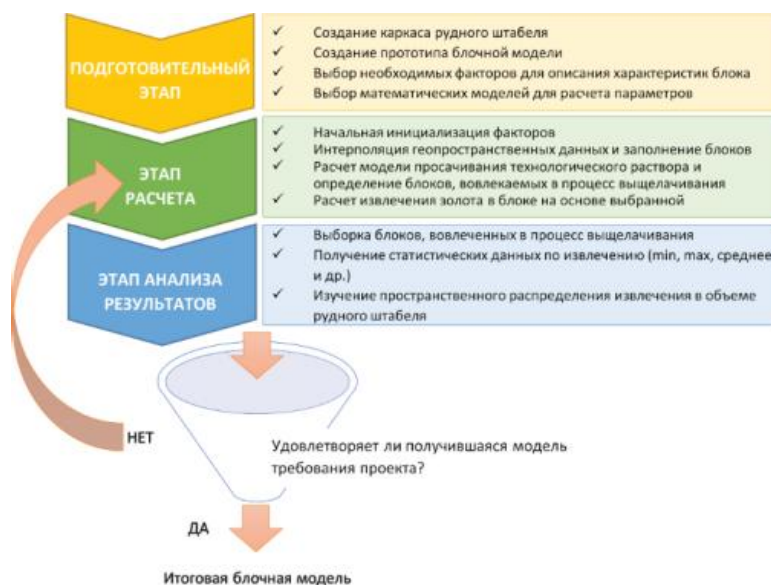 ПОДГОТОВИТЕЛЬНЫЙ
ЭТАП
✓ Создание каркаса рудного штабеля
✓ Создание прототипа блочной модели
✓ Выбор необходимых факторов для описания характеристик блока
✓ Выбор математических моделей для расчета параметров
ЭТАП
РАСЧЕТА
✓ Начальная инициализация факторов
✓ Интерполяция геопространственных данных и заполнение блоков
✓ Расчет модели просачивания технологического раствора и
определение блоков, вовлекаемых в процесс выщелачивания
✓ Расчет извлечения золота в блоке на основе выбранной
ЭТАП АНАЛИЗА
РЕЗУЛЬТАТОВ
✓ Выборка блоков, вовлеченных в процесс выщелачивания
✓ Получение статистических данных по извлечению (min, max, среднее
и др.)
✓ Изучение пространственного распределения извлечения в объеме
рудного штабеля
НЕТ
Удовлетворяет ли получившаяся модель
требования проекта?
ДА
Итоговая блочная модель